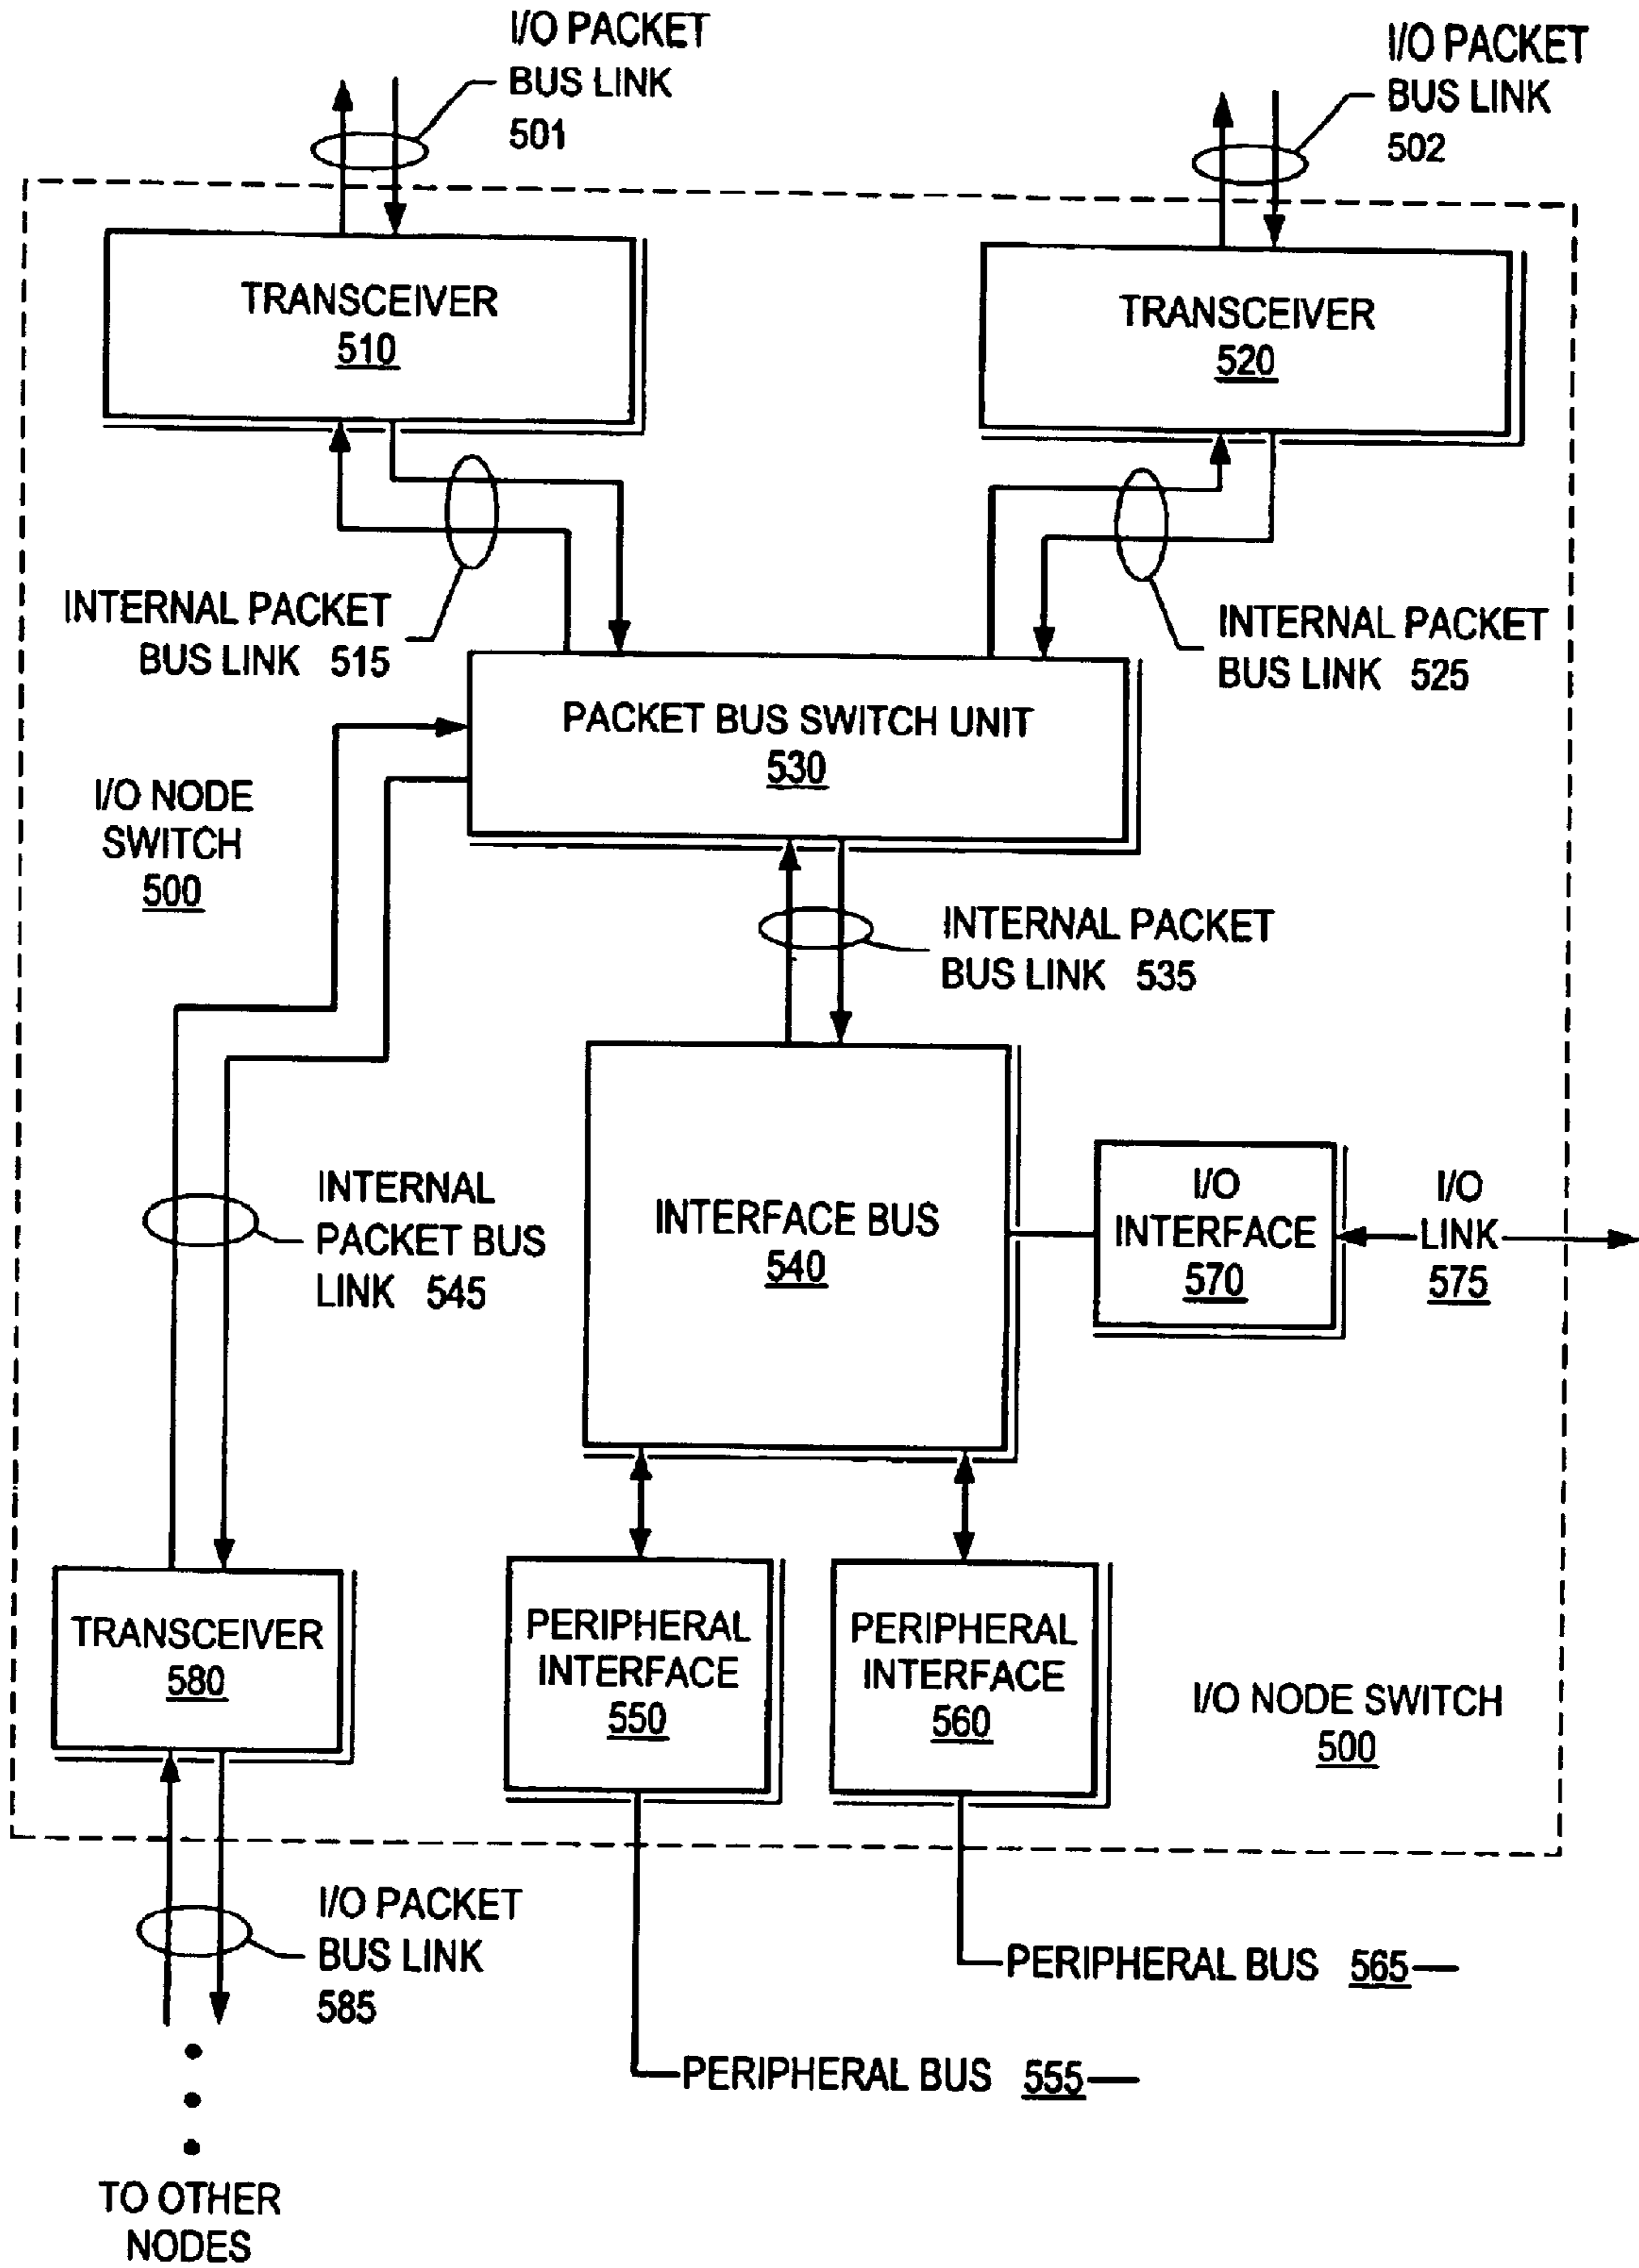 I/O PACKET
BUS LINK
501
I/O PACKET
BUS LINK
502
TRANSCEIVER
510
TRANSCEIVER
520
INTERNAL PACKET
BUS LINK 515
INTERNAL PACKET
BUS LINK 525
PACKET BUS SWITCH UNIT
530
I/O NODE
SWITCH
500
INTERNAL PACKET
BUS LINK 535
INTERNAL
PACKET BUS
LINK 545
INTERFACE BUS
540
I/O
INTERFACE
570
I/O
LINK
575
TRANSCEIVER
580
PERIPHERAL
INTERFACE
550
PERIPHERAL
INTERFACE
560
I/O NODE SWITCH
500
I/O PACKET
BUS LINK
585
PERIPHERAL BUS 565
PERIPHERAL BUS 555
TO OTHER
NODES